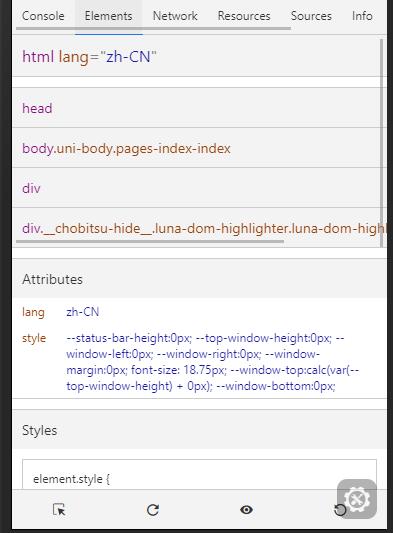 Console Elements Network Resources Sources Info
html lang="zh-CN"
head
body.uni-body.pages-index-index
div
div.__chobitsu-hide__.luna-dom-highlighter.luna-dom-highl
Attributes
lang zh-CN
style --status-bar-height:0px; --top-window-height:0px; --
window-left:0px; --window-right:0px; --window-
margin:0px; font-size: 18.75px; --window-top:calc(var(--
top-window-height) + 0px); --window-bottom:0px;
Styles
element.style {